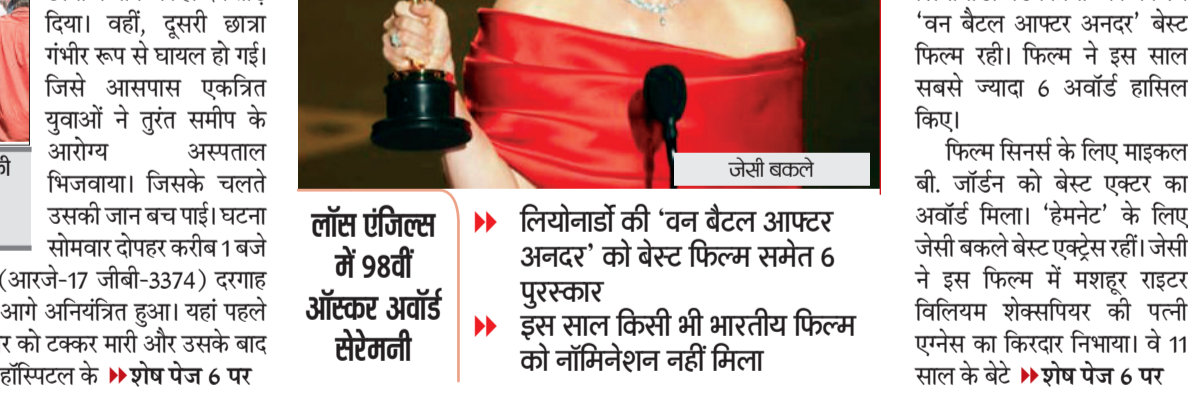 दिया। वहीं, दूसरी छात्रा
गंभीर रूप से घायल हो गई।
जिसे आसपास एकत्रित
युवाओं ने तुरंत समीप के
आरोग्य अस्पताल
भिजवाया। जिसके चलते
उसकी जान बच पाई। घटना
सोमवार दोपहर करीब 1 बजे
(आरजे-17 जीबी-3374) दरगाह
आगे अनियंत्रित हुआ। यहां पहले
र को टक्कर मारी और उसके बाद
हॉस्पिटल के शेष पेज 6 पर
की
जेसी बकले
लॉस एंजिल्स
में 98वीं
ऑस्कर अवॉर्ड
सेरेमनी
लियोनार्डो की ‘वन बैटल आफ्टर
अनदर’ को बेस्ट फिल्म समेत 6
पुरस्कार
इस साल किसी भी भारतीय फिल्म
को नॉमिनेशन नहीं मिला
‘वन बैटल आफ्टर अनदर’ बेस्ट
फिल्म रही। फिल्म ने इस साल
सबसे ज्यादा 6 अवॉर्ड हासिल
किए।
फिल्म सिनर्स के लिए माइकल
बी. जॉर्डन को बेस्ट एक्टर का
अवॉर्ड मिला। ‘हेमनेट’ के लिए
जेसी बकले बेस्ट एक्ट्रेस रहीं। जेसी
ने इस फिल्म में मशहूर राइटर
विलियम शेक्सपियर की पत्नी
एग्नेस का किरदार निभाया। वे 11
साल के बेटे शेष पेज 6 पर